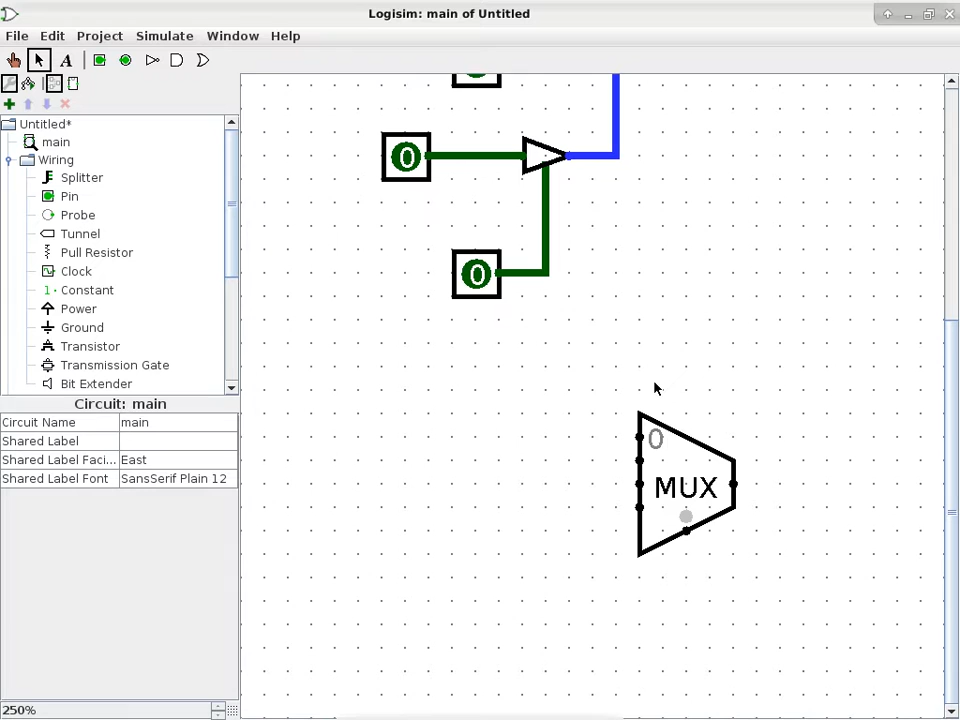 Logisim: main of Untitled
File Edit Project Simulate Window Help
A
Untitled*
main
Wiring
Splitter
Pin
Probe
Tunnel
Pull Resistor
Clock
1 Constant
Power
Ground
Transistor
Transmission Gate
Bit Extender
Circuit: main
Circuit Name main
Shared Label
Shared Label Faci... East
Shared Label Font SansSerif Plain 12
250%
0
0
0
MUX